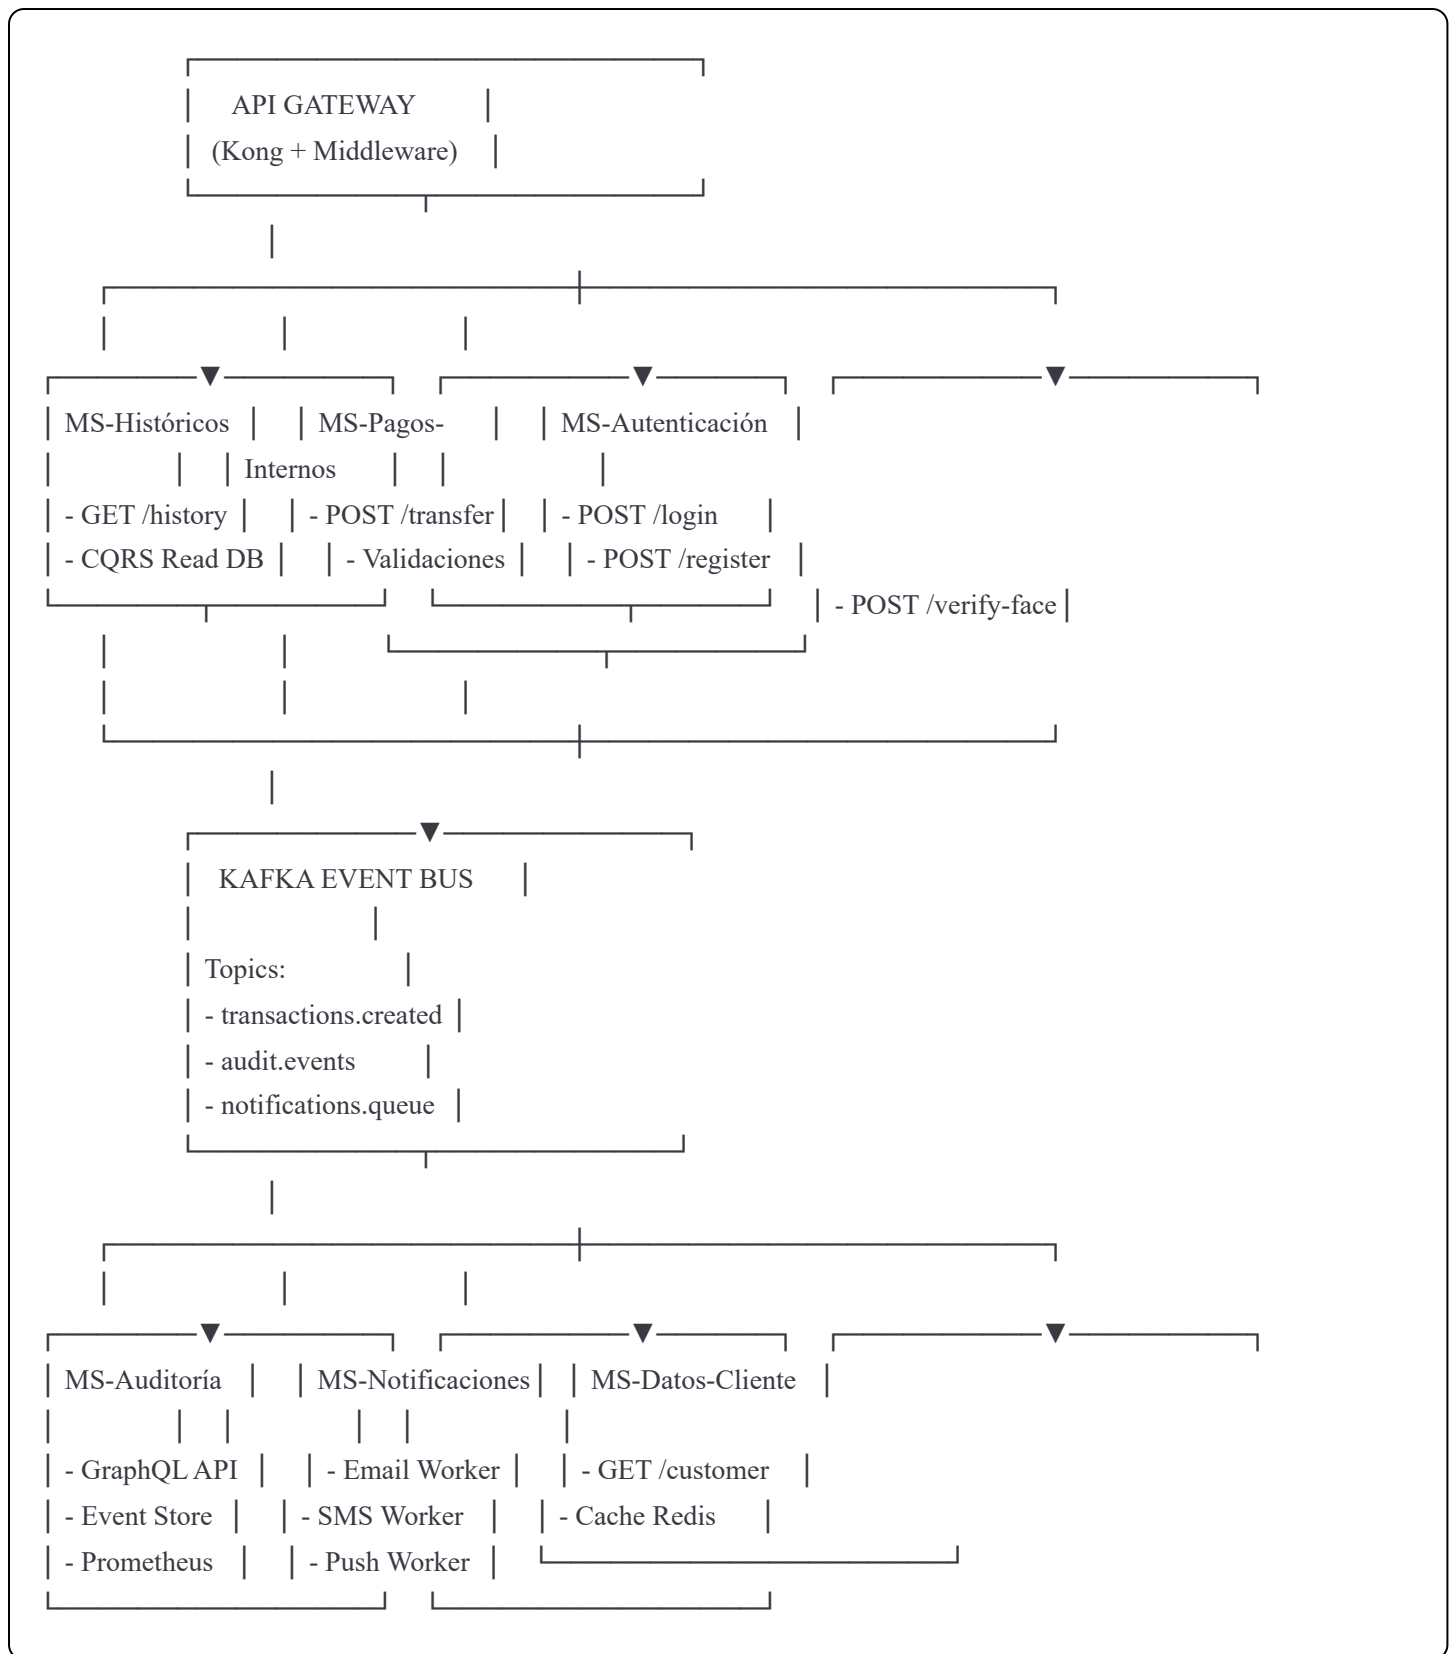 API GATEWAY
(Kong + Middleware)
MS-Históricos MS-Pagos- MS-Autenticación
Internos
- GET /history - POST /transfer - POST /login
- CQRS Read DB - Validaciones - POST /register
- POST /verify-face
KAFKA EVENT BUS
Topics:
- transactions.created
- audit.events
- notifications.queue
MS-Auditoría MS-Notificaciones MS-Datos-Cliente
- GraphQL API - Email Worker - GET /customer
- Event Store - SMS Worker - Cache Redis
- Prometheus - Push Worker